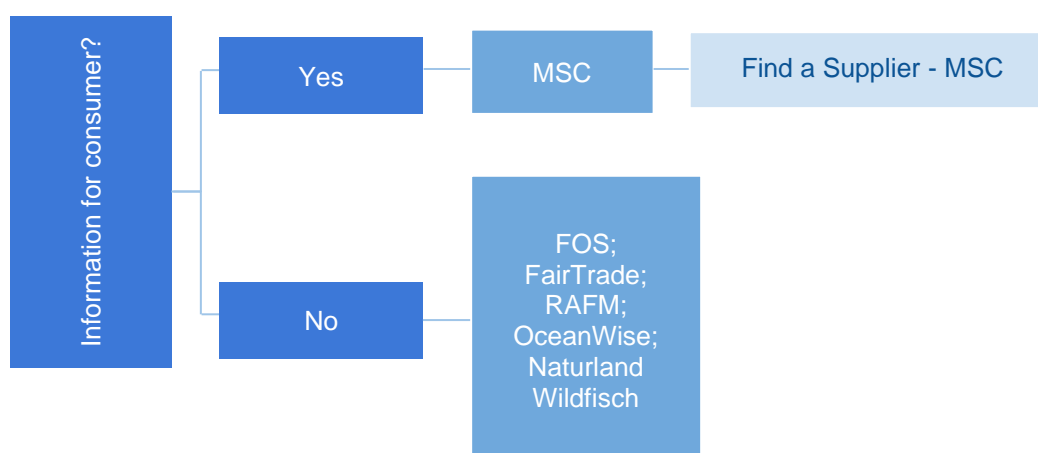 Information for consumer?
Yes
MSC
Find a Supplier - MSC
No
FOS;
FairTrade;
RAFM;
OceanWise;
Naturland
Wildfisch